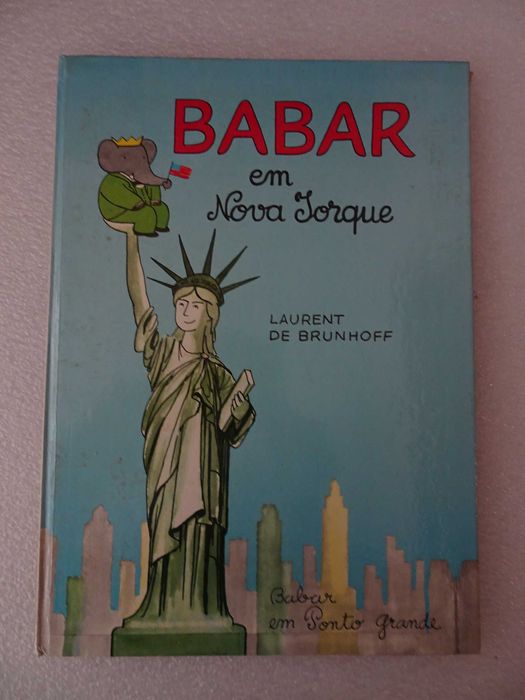 BABAR
em
Nova Iorque
LAURENT
DE BRUNHOFF
Babar
em Ponto grande